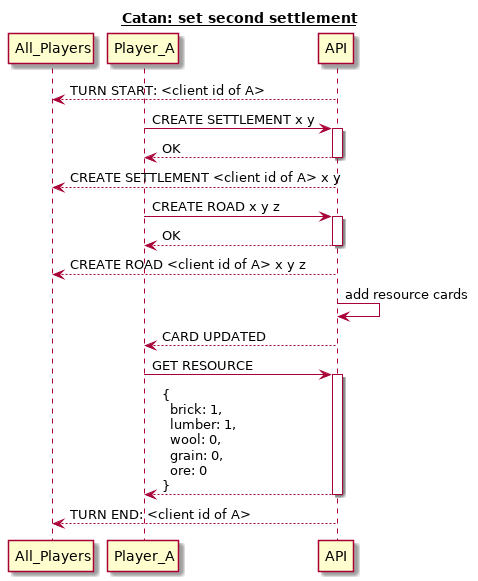 Catan: set second settlement
All_Players Player_A API
TURN START: <client id of A>
CREATE SETTLEMENT x y
OK
CREATE SETTLEMENT <client id of A> x y
CREATE ROAD x y z
OK
CREATE ROAD <client id of A> x y z
add resource cards
CARD UPDATED
GET RESOURCE
{
brick: 1,
lumber: 1,
wool: 0,
grain: 0,
ore: 0
}
TURN END: <client id of A>
All_Players Player_A API